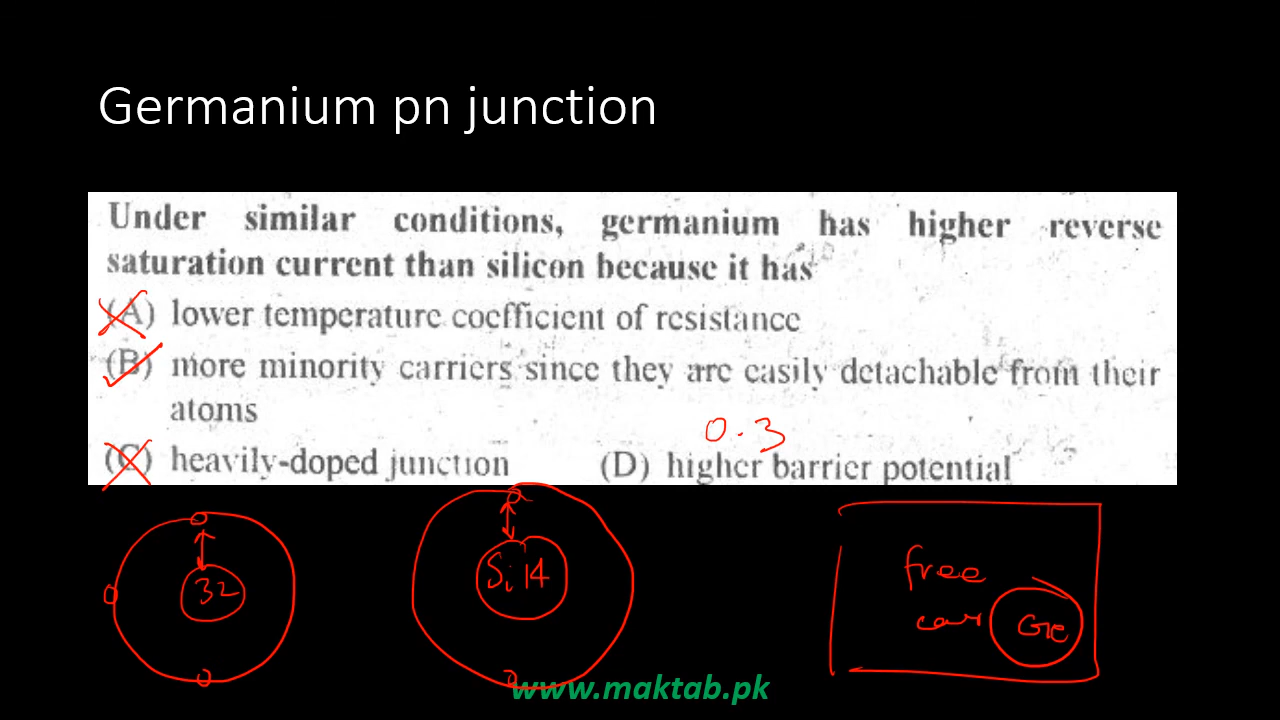 Germanium pn junction
Under similar conditions, germanium has higher reverse
saturation current than silicon because it has
(A) lower temperature coefficient of resistance
(B) more minority carriers since they are easily detachable from their
atoms
0.3
(C) heavily-doped junction (D) higher barrier potential
32
Si 14
free
car
Ge
www.maktab.pk